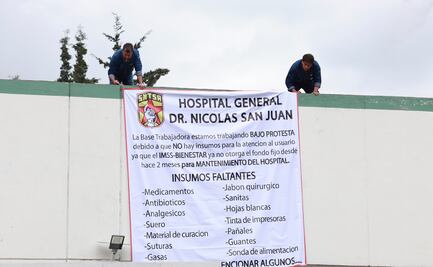 HOSPITAL GENERAL
DR. NICOLAS SAN JUAN
La Base Trabajadora estamos trabajando BAJO PROTESTA
debido a que NO hay insumos para la atencion al usuario
ya que el IMSS-BIENESTAR ya no otorga el fondo fijo desde
hace 2 meses para MANTENIMIENTO DEL HOSPITAL.
INSUMOS FALTANTES
-Medicamentos
-Antibioticos
-Analgesicos
-Suero
-Material de curacion
-Suturas
-Gasas
-Jabon quirurgico
-Sanitas
-Hojas blancas
-Tinta de impresoras
-Pañales
-Guantes
-Sonda de alimentacion
ENCIONAR ALGUNOS....